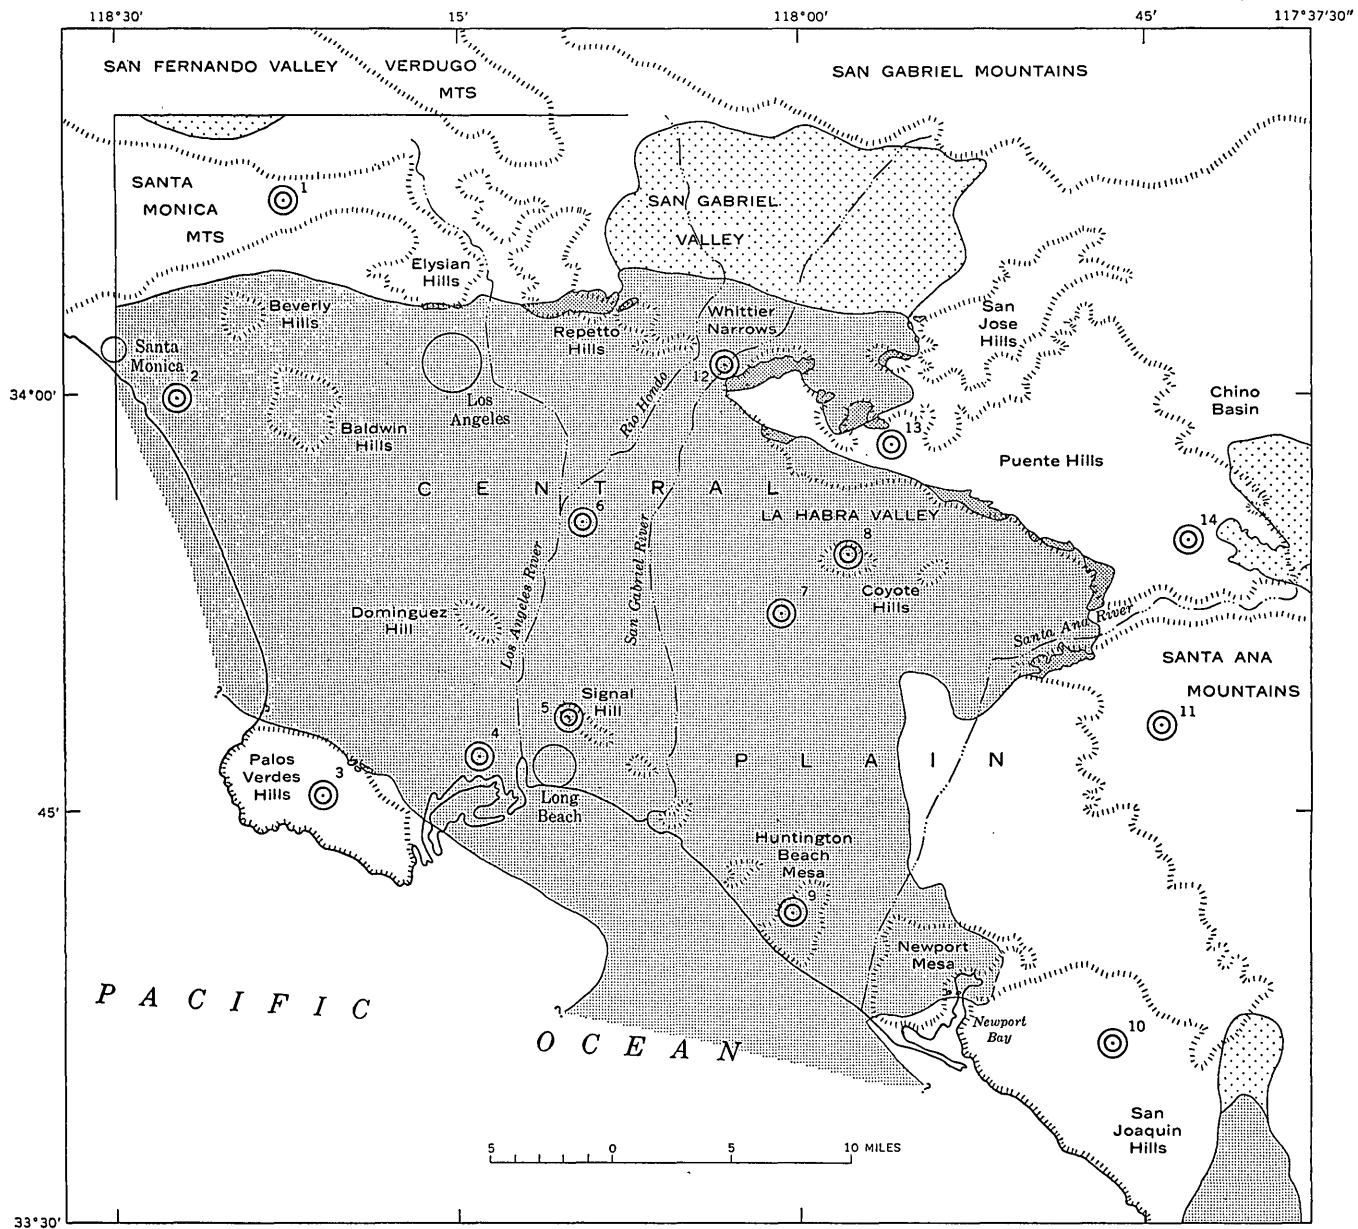 118°30'
15'
118°00'
45'
117°37'30"
SAN FERNANDO VALLEY
VERDUGO
MTS
SAN GABRIEL MOUNTAINS
SANTA
MONICA
MTS
1
SAN GABRIEL
VALLEY
Elysian
Hills
Beverly
Hills
Repetto
Hills
Whittier
Narrows
San
Jose
Hills
Santa
Monica
2
12
34°00'
Los
Angeles
Baldwin
Hills
Rio Hondo
Chino
Basin
13
Puente Hills
CENTRAL
6
LA HABRA VALLEY
8
14
Los Angeles River
San Gabriel River
7
Coyote
Hills
Dominguez
Hill
Santa Ana River
SANTA ANA
MOUNTAINS
?
Signal
Hill
5
11
?
4
PLAIN
Palos
Verdes
Hills
3
Long
Beach
45'
Huntington
Beach
Mesa
9
Newport
Mesa
PACIFIC
?
OCEAN
Newport
Bay
10
?
San
Joaquin
Hills
5 0 5 10 MILES
33°30'